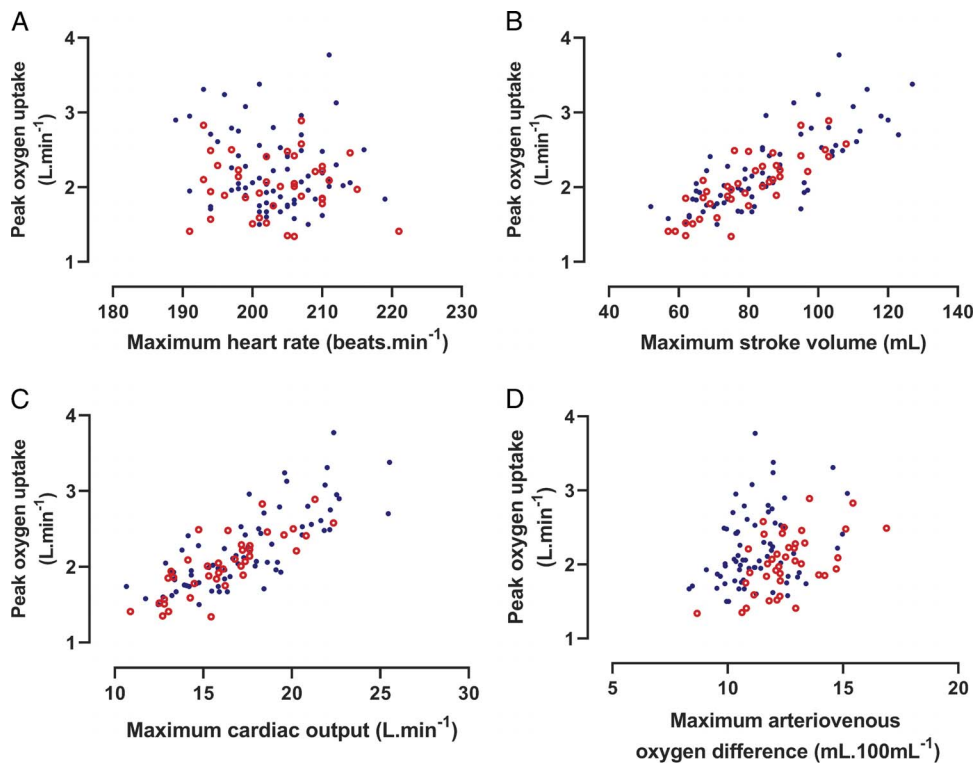 A
Peak oxygen uptake
(L.min⁻¹)
4
3
2
1
180 190 200 210 220 230
Maximum heart rate (beats.min⁻¹)
B
Peak oxygen uptake
(L.min⁻¹)
4
3
2
1
40 60 80 100 120 140
Maximum stroke volume (mL)
C
Peak oxygen uptake
(L.min⁻¹)
4
3
2
1
10 15 20 25 30
Maximum cardiac output (L.min⁻¹)
D
Peak oxygen uptake
(L.min⁻¹)
4
3
2
1
5 10 15 20
Maximum arteriovenous
oxygen difference (mL.100mL⁻¹)